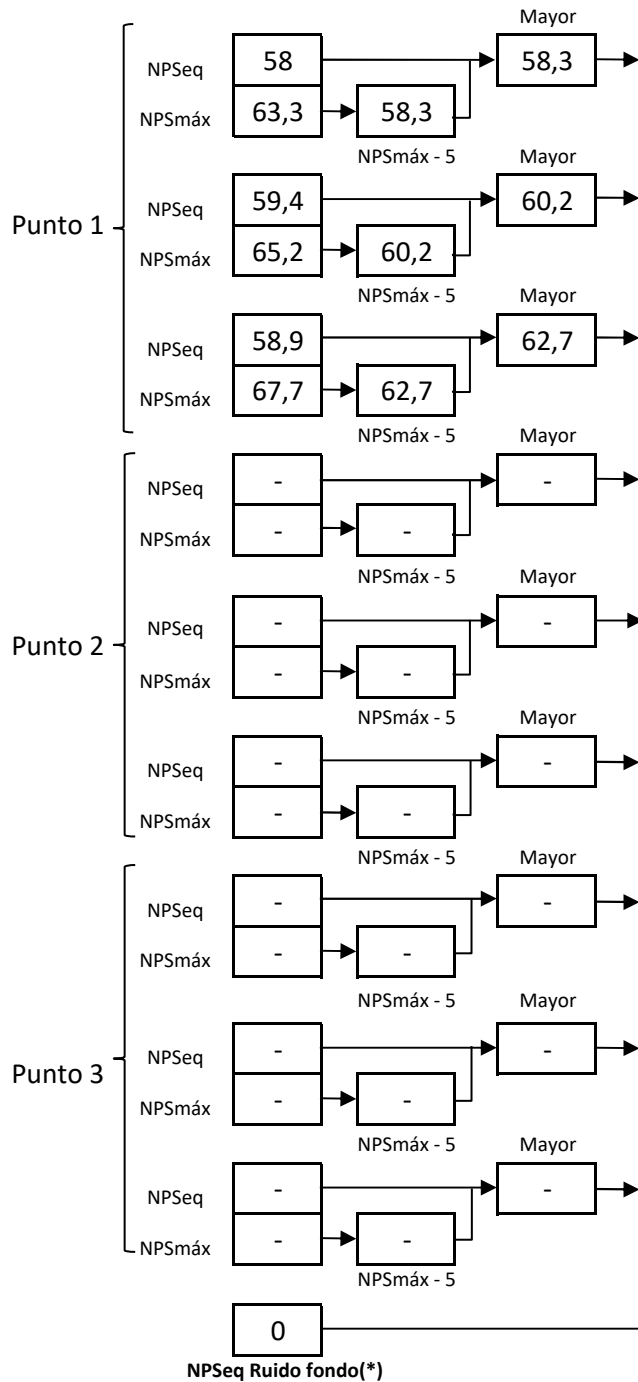 Mayor
NPSeq 58 58,3
NPSmáx 63,3 58,3
NPSmáx - 5
Mayor
Punto 1
NPSeq 59,4 60,2
NPSmáx 65,2 60,2
NPSmáx - 5
Mayor
NPSeq 58,9 62,7
NPSmáx 67,7 62,7
NPSmáx - 5
Mayor
NPSeq - -
NPSmáx - -
NPSmáx - 5
Mayor
Punto 2
NPSeq - -
NPSmáx - -
NPSmáx - 5
Mayor
NPSeq - -
NPSmáx - -
NPSmáx - 5
Mayor
NPSeq - -
NPSmáx - -
NPSmáx - 5
Mayor
Punto 3
NPSeq - -
NPSmáx - -
NPSmáx - 5
Mayor
NPSeq - -
NPSmáx - -
NPSmáx - 5
0
NPSeq Ruido fondo(*)